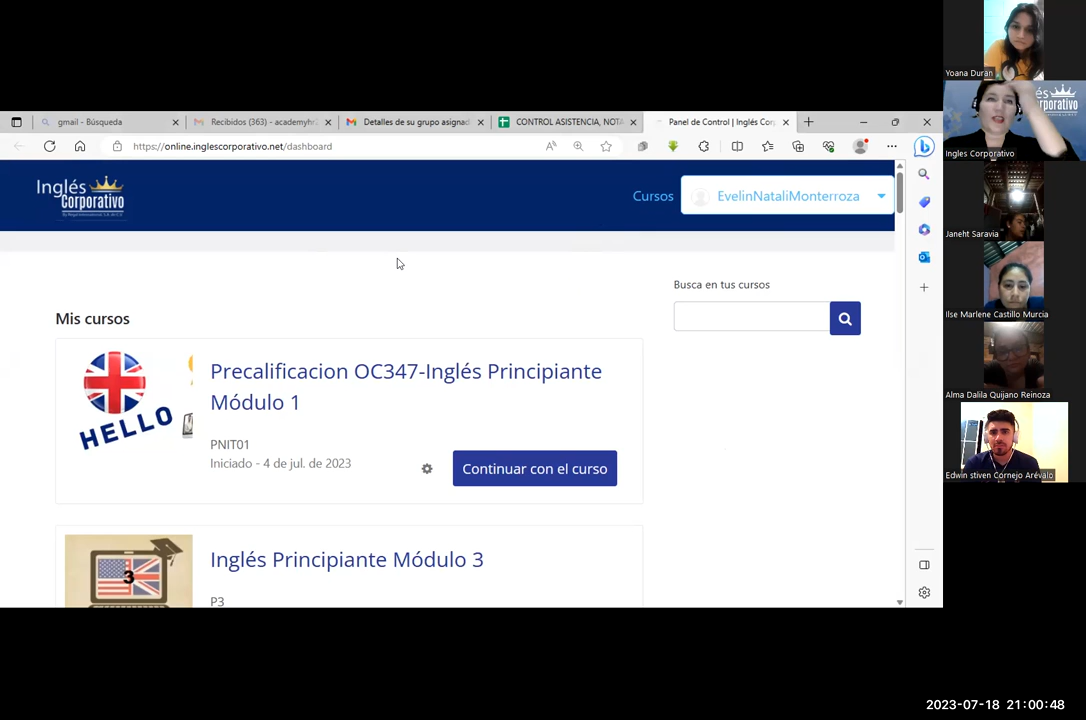 gmail - Búsqueda
Recibidos (363) - academyhr
Detalles de su grupo asignad
CONTROL ASISTENCIA, NOTA
Panel de Control | Inglés Cor
https://online.inglescorporativo.net/dashboard
Inglés
Corporativo
Cursos
EvelinNataliMonterroza
Busca en tus cursos
Mis cursos
HELLO
Precalificacion OC347-Inglés Principiante
Módulo 1
PNIT01
Iniciado - 4 de jul. de 2023
Continuar con el curso
3
Inglés Principiante Módulo 3
P3
Yoana Duran
Ingles Corporativo
Janeht Saravia
Ilse Marlene Castillo Murcia
Alma Dalila Quijano Reinoza
Edwin stiven Cornejo Arévalo
2023-07-18 21:00:48